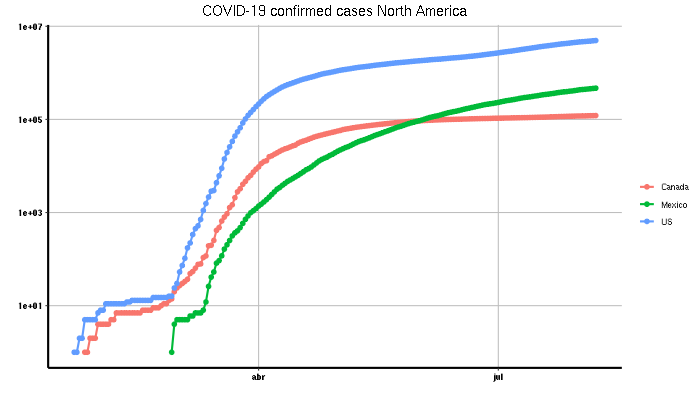 COVID-19 confirmed cases North America
1e+07
1e+05
1e+03
1e+01
abr
jul
Canada
Mexico
US